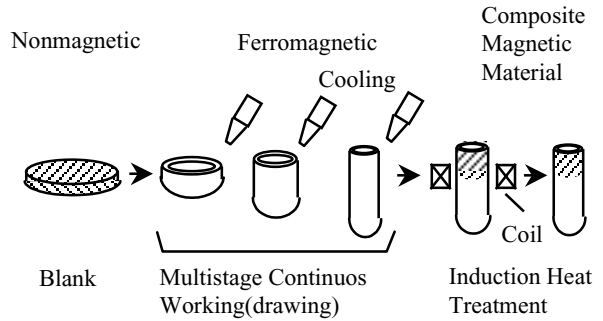 Nonmagnetic
Ferromagnetic
Composite
Magnetic
Material
Cooling
Coil
Blank
Multistage Continuos
Working(drawing)
Induction Heat
Treatment